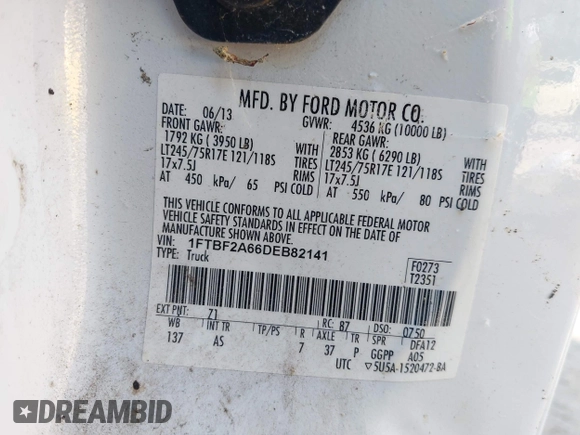 MFD. BY FORD MOTOR CO.
DATE: 06/13 GVWR: 4536 KG (10000 LB)
FRONT GAWR: REAR GAWR:
1792 KG ( 3950 LB) 2853 KG ( 6290 LB)
LT245/75R17E 121/118S TIRES LT245/75R17E 121/118S TIRES
17x7.5J RIMS 17x7.5J RIMS
AT 450 kPa/ 65 PSI COLD AT 550 kPa/ 80 PSI COLD
THIS VEHICLE CONFORMS TO ALL APPLICABLE FEDERAL MOTOR
VEHICLE SAFETY STANDARDS IN EFFECT ON THE DATE OF
MANUFACTURE SHOWN ABOVE.
VIN: 1FTBF2A66DEB82141
TYPE: Truck
F0273
T2351
EXT PNT: Z1 RC: 87 DSO: 0750
WB INT TR TP/PS R AXLE TR SPR DFA12
137 AS 7 37 P GGPP A05
UTC ▽5U5A-1520472-BA
DREAMBID